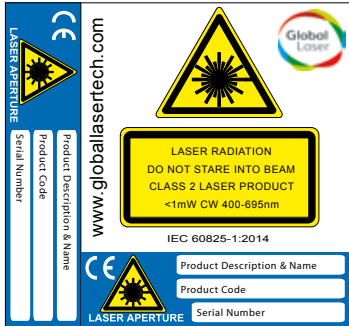 CE
LASER APERTURE
Serial Number
Product Code
Product Description & Name
www.globallasertech.com
Global
Laser
LASER RADIATION
DO NOT STARE INTO BEAM
CLASS 2 LASER PRODUCT
<1mW CW 400-695nm
IEC 60825-1:2014
CE
LASER APERTURE
Product Description & Name
Product Code
Serial Number